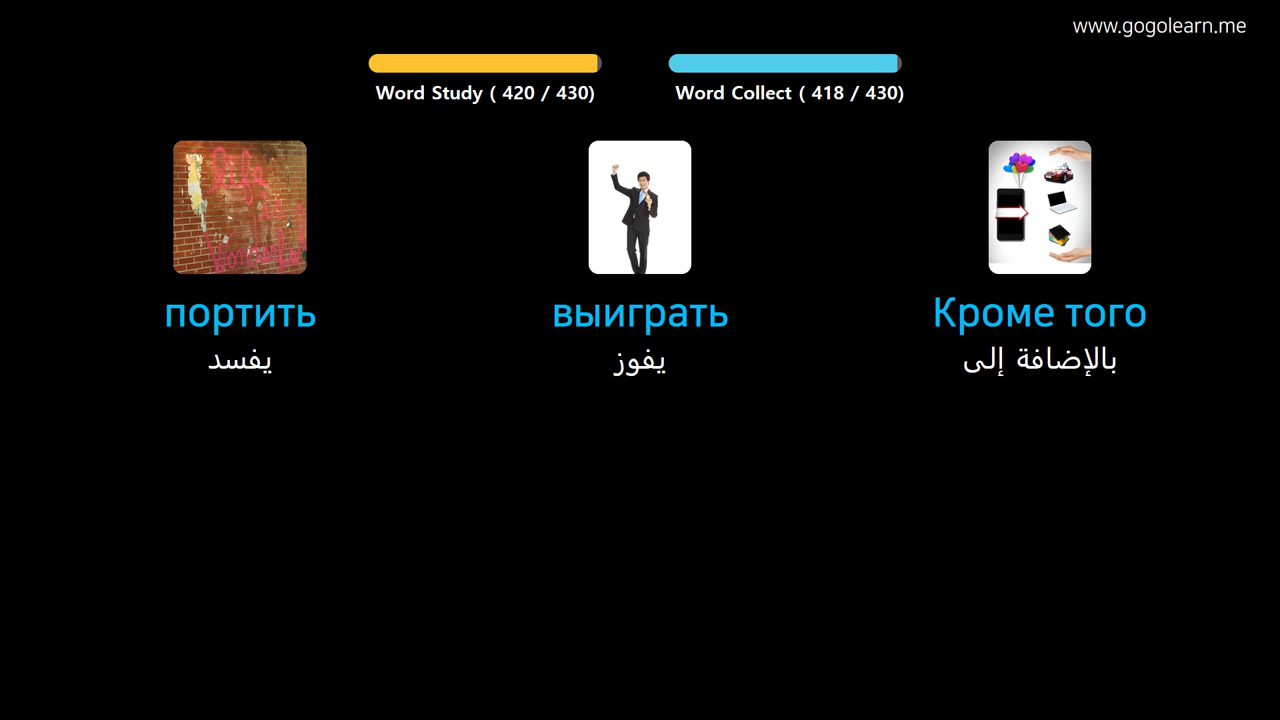 www.gogolearn.me
Word Study ( 420 / 430)
Word Collect ( 418 / 430)
Life
портить
выиграть
Кроме того
يفسد
يفوز
بالإضافة إلى